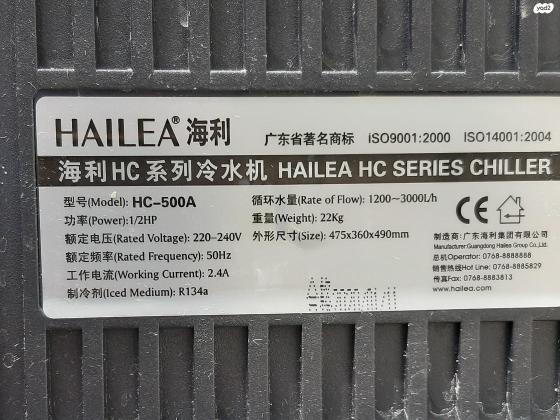 yad2
HAILEA® 海利 广东省著名商标 ISO9001:2000 ISO14001:2004
海利HC系列冷水机 HAILEA HC SERIES CHILLER
型号(Model): HC-500A
功率(Power):1/2HP
额定电压(Rated Voltage): 220-240V
额定频率(Rated Frequency): 50Hz
工作电流(Working Current): 2.4A
制冷剂(Iced Medium): R134a
循环水量(Rate of Flow): 1200~3000L/h
重量(Weight): 22Kg
外形尺寸(Size): 475x360x490mm
CE
制造商:广东海利集团有限公司
Manufacturer:Guangdong Hailea Group Co.,Ltd.
总机Operator: 0768-8888888
销售热线Hot Line: 0768-8885829
传真Fax: 0768-8883813
www.hailea.com